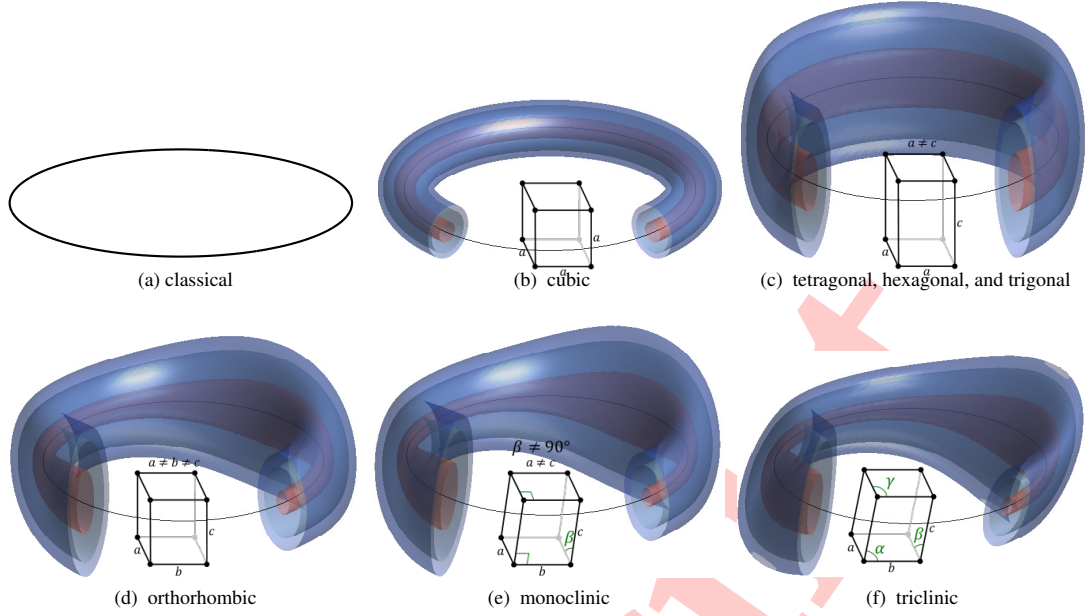 (a) classical
a
a
a
(b) cubic
a ≠ c
c
a
a
(c) tetragonal, hexagonal, and trigonal
a ≠ b ≠ c
c
a
b
(d) orthorhombic
β ≠ 90°
a ≠ c
c
a
β
b
(e) monoclinic
γ
c
a
α
β
b
(f) triclinic